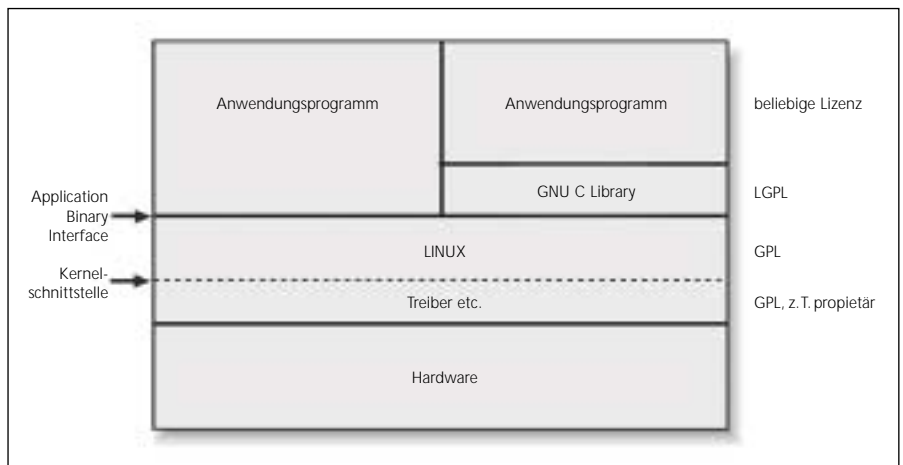 Anwendungsprogramm
Anwendungsprogramm
beliebige Lizenz
GNU C Library
LGPL
Application
Binary
Interface
LINUX
GPL
Kernel-
schnittstelle
Treiber etc.
GPL, z.T. propietär
Hardware